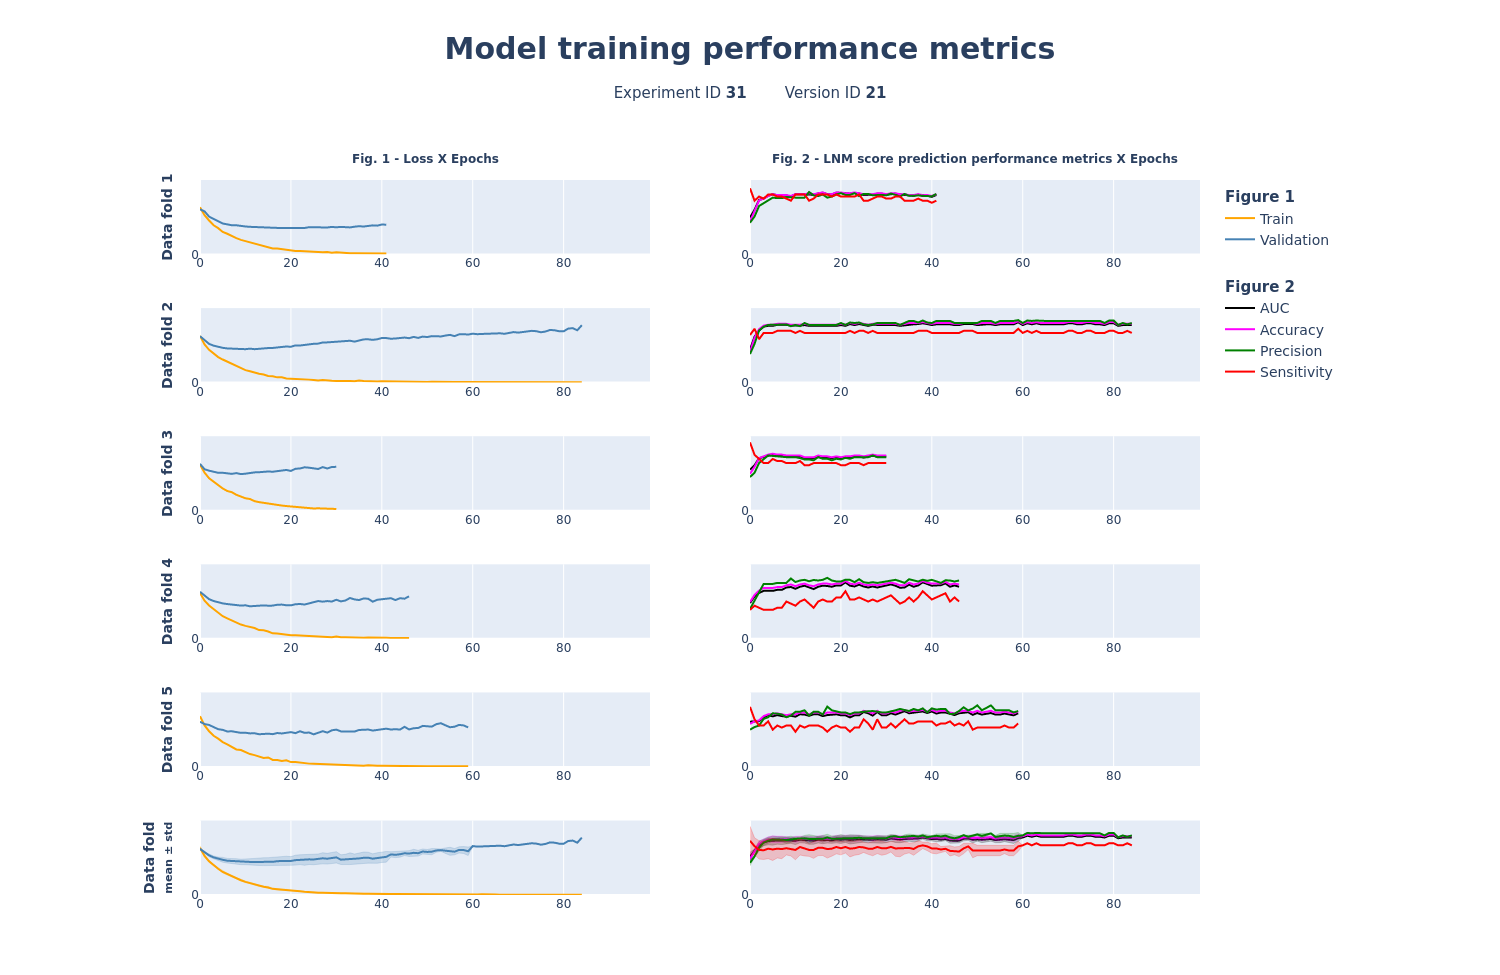 Model training performance metrics
Experiment ID 31 Version ID 21
Fig. 1 - Loss X Epochs
Fig. 2 - LNM score prediction performance metrics X Epochs
Data fold 1
0
0 20 40 60 80
0
0 20 40 60 80
Data fold 2
0
0 20 40 60 80
0
0 20 40 60 80
Data fold 3
0
0 20 40 60 80
0
0 20 40 60 80
Data fold 4
0
0 20 40 60 80
0
0 20 40 60 80
Data fold 5
0
0 20 40 60 80
0
0 20 40 60 80
Data fold
mean ± std
0
0 20 40 60 80
0
0 20 40 60 80
Figure 1
Train
Validation
Figure 2
AUC
Accuracy
Precision
Sensitivity